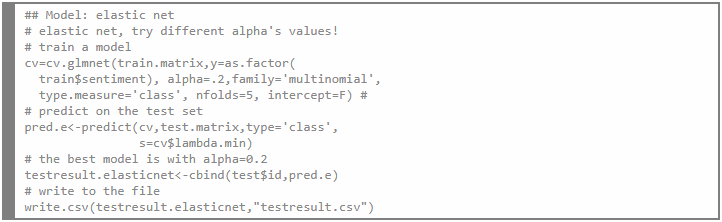 ## Model: elastic net
# elastic net, try different alpha's values!
# train a model
cv=cv.glmnet(train.matrix,y=as.factor(
  train$sentiment), alpha=.2,family='multinomial',
  type.measure='class', nfolds=5, intercept=F) #
# predict on the test set
pred.e<-predict(cv,test.matrix,type='class',
                s=cv$lambda.min)
# the best model is with alpha=0.2
testresult.elasticnet<-cbind(test$id,pred.e)
# write to the file
write.csv(testresult.elasticnet,"testresult.csv")